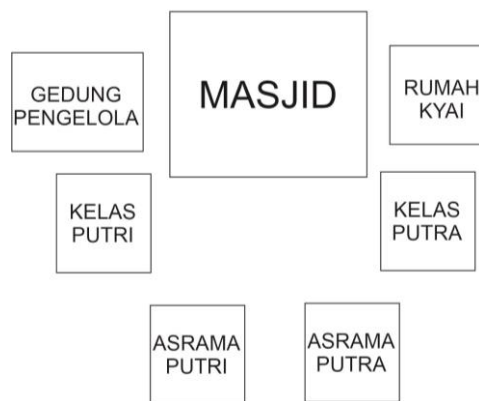 GEDUNG
PENGELOLA
MASJID
RUMAH
KYAI
KELAS
PUTRI
KELAS
PUTRA
ASRAMA
PUTRI
ASRAMA
PUTRA